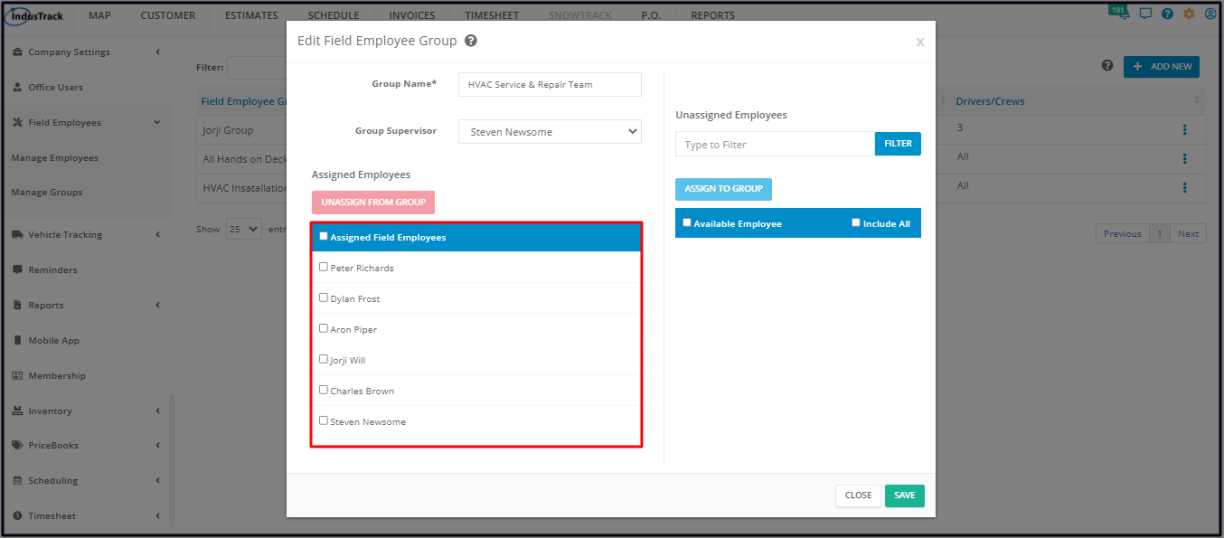 IndusTrack
MAP
CUSTOMER
ESTIMATES
SCHEDULE
INVOICES
TIMESHEET
SNOWTRACK
P.O.
REPORTS
191
Company Settings
Office Users
Field Employees
Manage Employees
Manage Groups
Vehicle Tracking
Reminders
Reports
Mobile App
Membership
Inventory
PriceBooks
Scheduling
Timesheet
Filter:
+ ADD NEW
Field Employee Gr
Drivers/Crews
Jorji Group
3
All Hands on Deck
All
HVAC Insatallation
All
Show 25 entr
Previous 1 Next
Edit Field Employee Group
x
Group Name*
HVAC Service & Repair Team
Group Supervisor
Steven Newsome
Assigned Employees
UNASSIGN FROM GROUP
Assigned Field Employees
Peter Richards
Dylan Frost
Aron Piper
Jorji Will
Charles Brown
Steven Newsome
Unassigned Employees
Type to Filter
FILTER
ASSIGN TO GROUP
Available Employee
Include All
CLOSE
SAVE